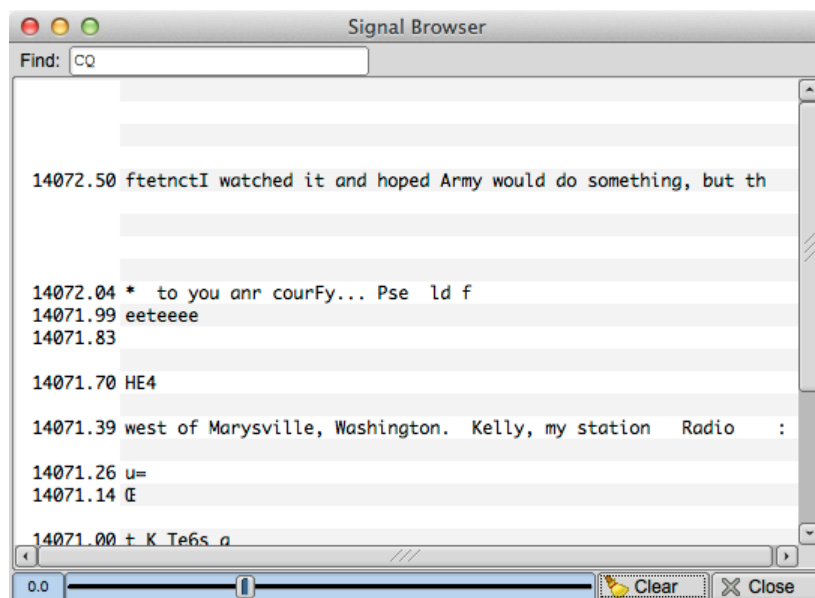 Signal Browser
Find: CQ
14072.50 ftetnctI watched it and hoped Army would do something, but th
14072.04 * to you anr courFy... Pse ld f
14071.99 eeteeee
14071.83
14071.70 HE4
14071.39 west of Marysville, Washington. Kelly, my station Radio :
14071.26 u=
14071.14 Œ
14071.00 t K Te6s a
0.0 Clear Close